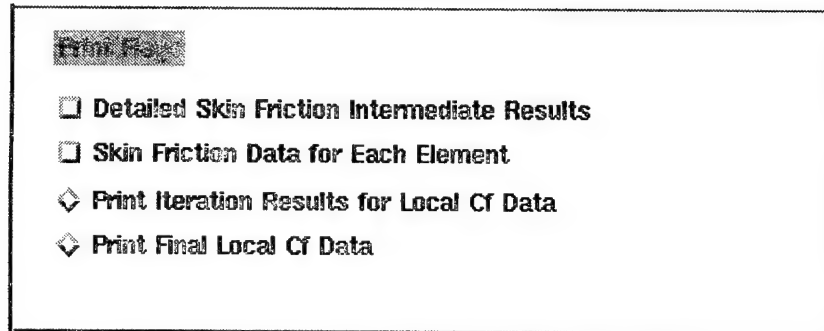 Print Flags
Detailed Skin Friction Intermediate Results
Skin Friction Data for Each Element
Print Iteration Results for Local Cf Data
Print Final Local Cf Data